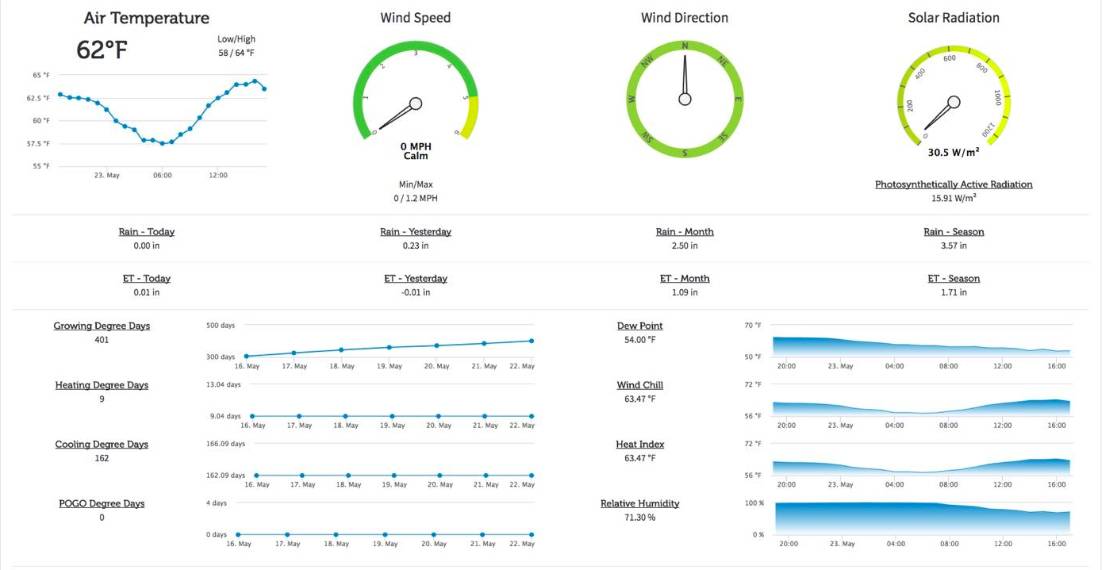 Air Temperature
Wind Speed
Wind Direction
Solar Radiation
62°F
Low/High
58 / 64 °F
65 °F
62.5 °F
60 °F
57.5 °F
55 °F
23. May
06:00
12:00
0
1
2
3
4
5
6
0 MPH
Calm
Min/Max
0 / 1.2 MPH
N
NE
E
SE
S
SW
W
NW
0
200
400
600
800
1000
1200
30.5 W/m²
Photosynthetically Active Radiation
15.91 W/m²
Rain - Today
0.00 in
Rain - Yesterday
0.23 in
Rain - Month
2.50 in
Rain - Season
3.57 in
ET - Today
0.01 in
ET - Yesterday
-0.01 in
ET - Month
1.09 in
ET - Season
1.71 in
Growing Degree Days
401
500 days
300 days
16. May 17. May 18. May 19. May 20. May 21. May 22. May
Dew Point
54.00 °F
70 °F
50 °F
20:00 23. May 04:00 08:00 12:00 16:00
Heating Degree Days
9
13.04 days
9.04 days
16. May 17. May 18. May 19. May 20. May 21. May 22. May
Wind Chill
63.47 °F
72 °F
56 °F
20:00 23. May 04:00 08:00 12:00 16:00
Cooling Degree Days
162
166.09 days
162.09 days
16. May 17. May 18. May 19. May 20. May 21. May 22. May
Heat Index
63.47 °F
72 °F
56 °F
20:00 23. May 04:00 08:00 12:00 16:00
POGO Degree Days
0
4 days
0 days
16. May 17. May 18. May 19. May 20. May 21. May 22. May
Relative Humidity
71.30 %
100 %
0 %
20:00 23. May 04:00 08:00 12:00 16:00